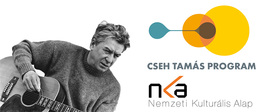 CSEH TAMÁS PROGRAM
nka
Nemzeti Kulturális Alap